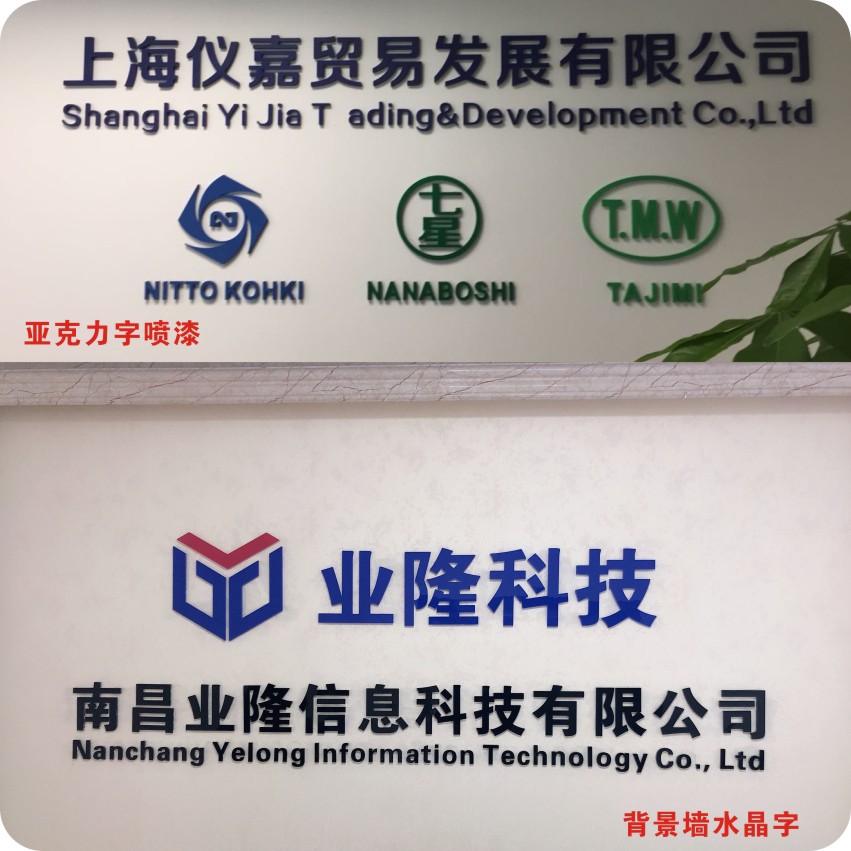 上海仪嘉贸易发展有限公司
Shanghai Yi Jia T ading&Development Co.,Ltd
N
七星
T.M.W
NITTO KOHKI
NANABOSHI
TAJIMI
亚克力字喷漆
业隆科技
南昌业隆信息科技有限公司
Nanchang Yelong Information Technology Co., Ltd
背景墙水晶字